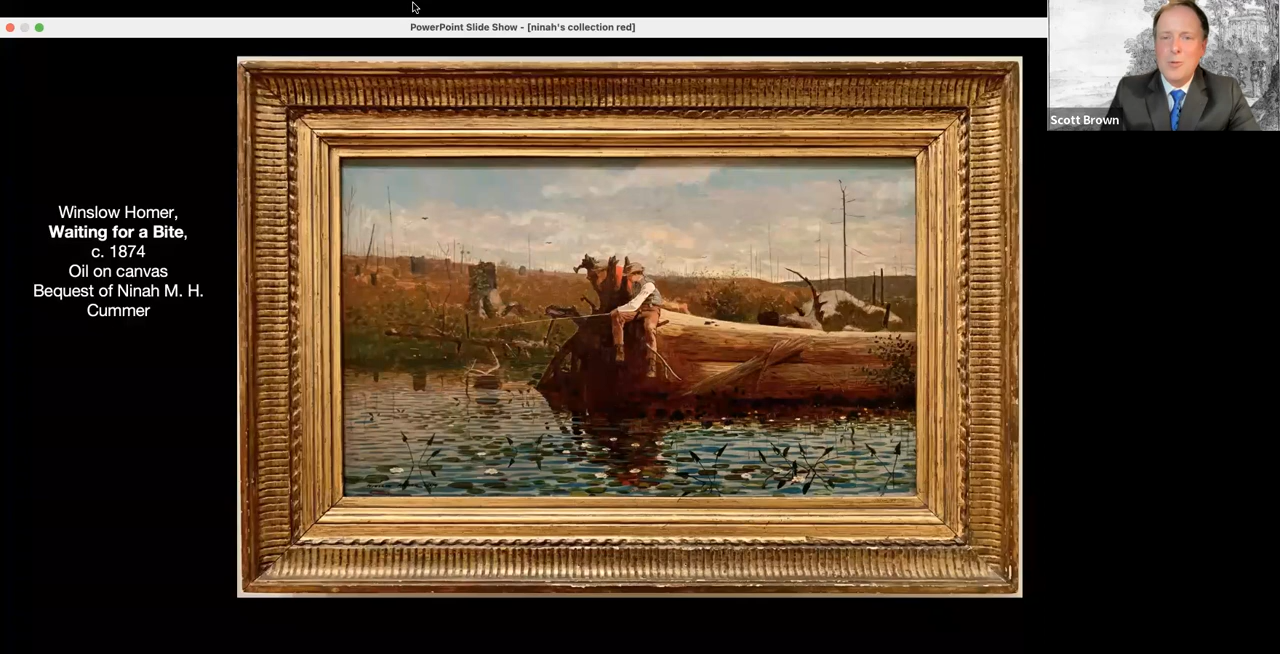 PowerPoint Slide Show - [ninah's collection red]
Winslow Homer,
Waiting for a Bite,
c. 1874
Oil on canvas
Bequest of Ninah M. H.
Cummer
Scott Brown